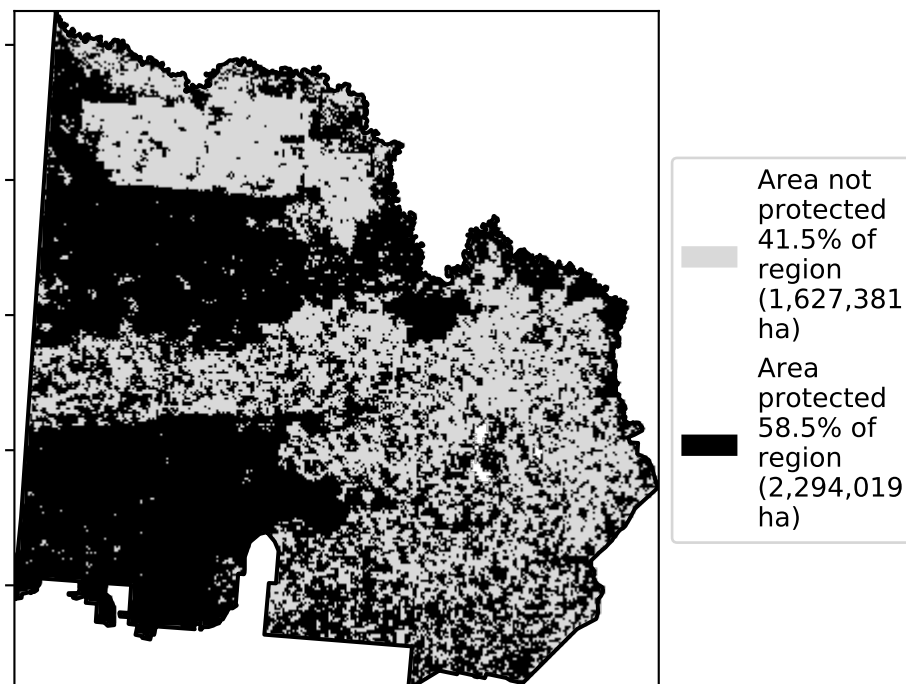 Area not
protected
41.5% of
region
(1,627,381
ha)
Area
protected
58.5% of
region
(2,294,019
ha)